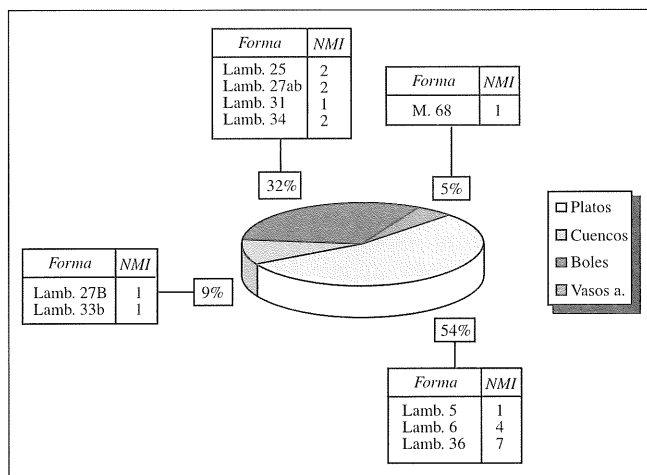 Forma NMI
Lamb. 25 2
Lamb. 27ab 2
Lamb. 31 1
Lamb. 34 2
Forma NMI
M. 68 1
32%
5%
Platos
Cuencos
Boles
Vasos a.
Forma NMI
Lamb. 27B 1
Lamb. 33b 1
9%
54%
Forma NMI
Lamb. 5 1
Lamb. 6 4
Lamb. 36 7